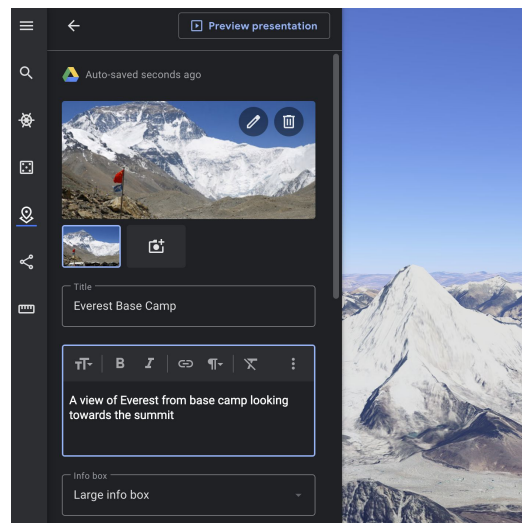 Preview presentation
Auto-saved seconds ago
Title
Everest Base Camp
B I
A view of Everest from base camp looking
towards the summit
Info box
Large info box